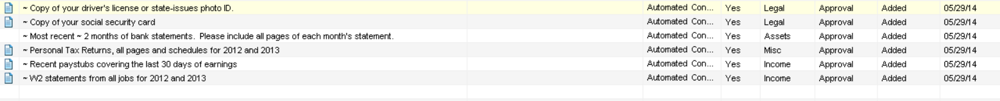 ~ Copy of your driver's license or state-issues photo ID. Automated Con... Yes Legal Approval Added 05/29/14
~ Copy of your social security card Automated Con... Yes Legal Approval Added 05/29/14
~ Most recent ~ 2 months of bank statements. Please include all pages of each month's statement. Automated Con... Yes Assets Approval Added 05/29/14
~ Personal Tax Returns, all pages and schedules for 2012 and 2013 Automated Con... Yes Misc Approval Added 05/29/14
~ Recent paystubs covering the last 30 days of earnings Automated Con... Yes Income Approval Added 05/29/14
~ W2 statements from all jobs for 2012 and 2013 Automated Con... Yes Income Approval Added 05/29/14